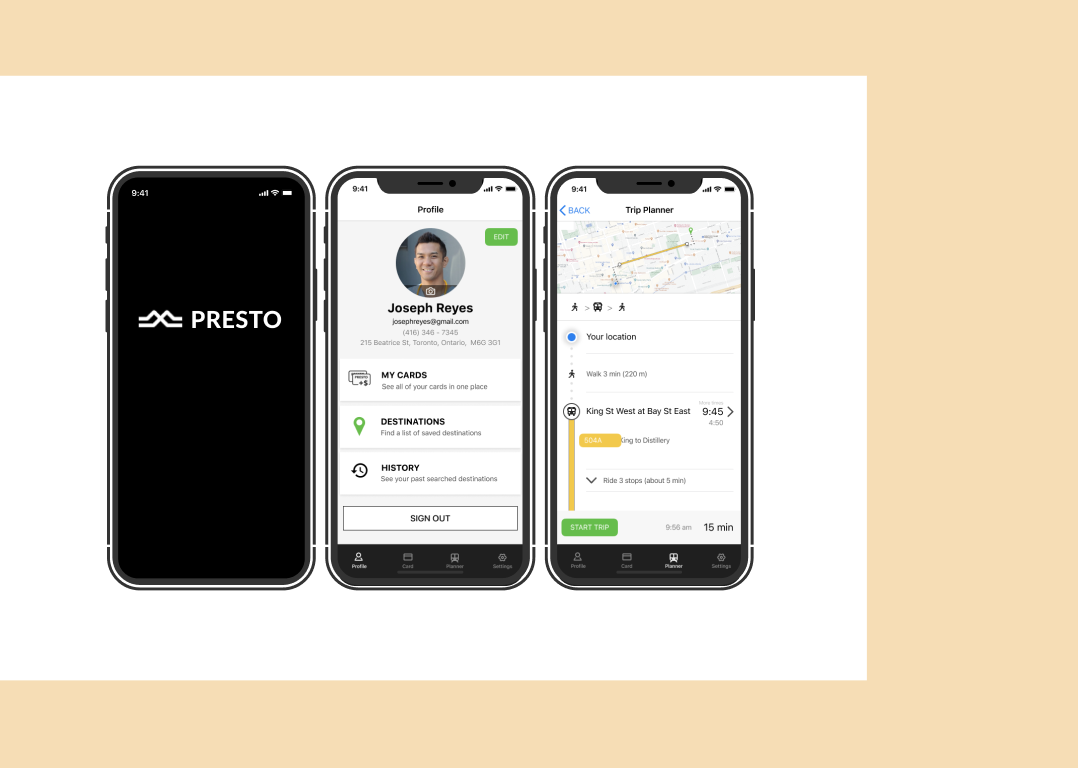 9:41
PRESTO
9:41
Profile
EDIT
Joseph Reyes
josephreyes@gmail.com
(416) 346 - 7345
215 Beatrice St, Toronto, Ontario, M6G 3G1
PRESTO
+$
MY CARDS
See all of your cards in one place
DESTINATIONS
Find a list of saved destinations
HISTORY
See your past searched destinations
SIGN OUT
Profile
Card
Planner
Settings
9:41
BACK
Trip Planner
> >
Your location
Walk 3 min (220 m)
King St West at Bay St East
9:45
4:50
504A King to Distillery
Ride 3 stops (about 5 min)
START TRIP
9:56 am
15 min
Profile
Card
Planner
Settings